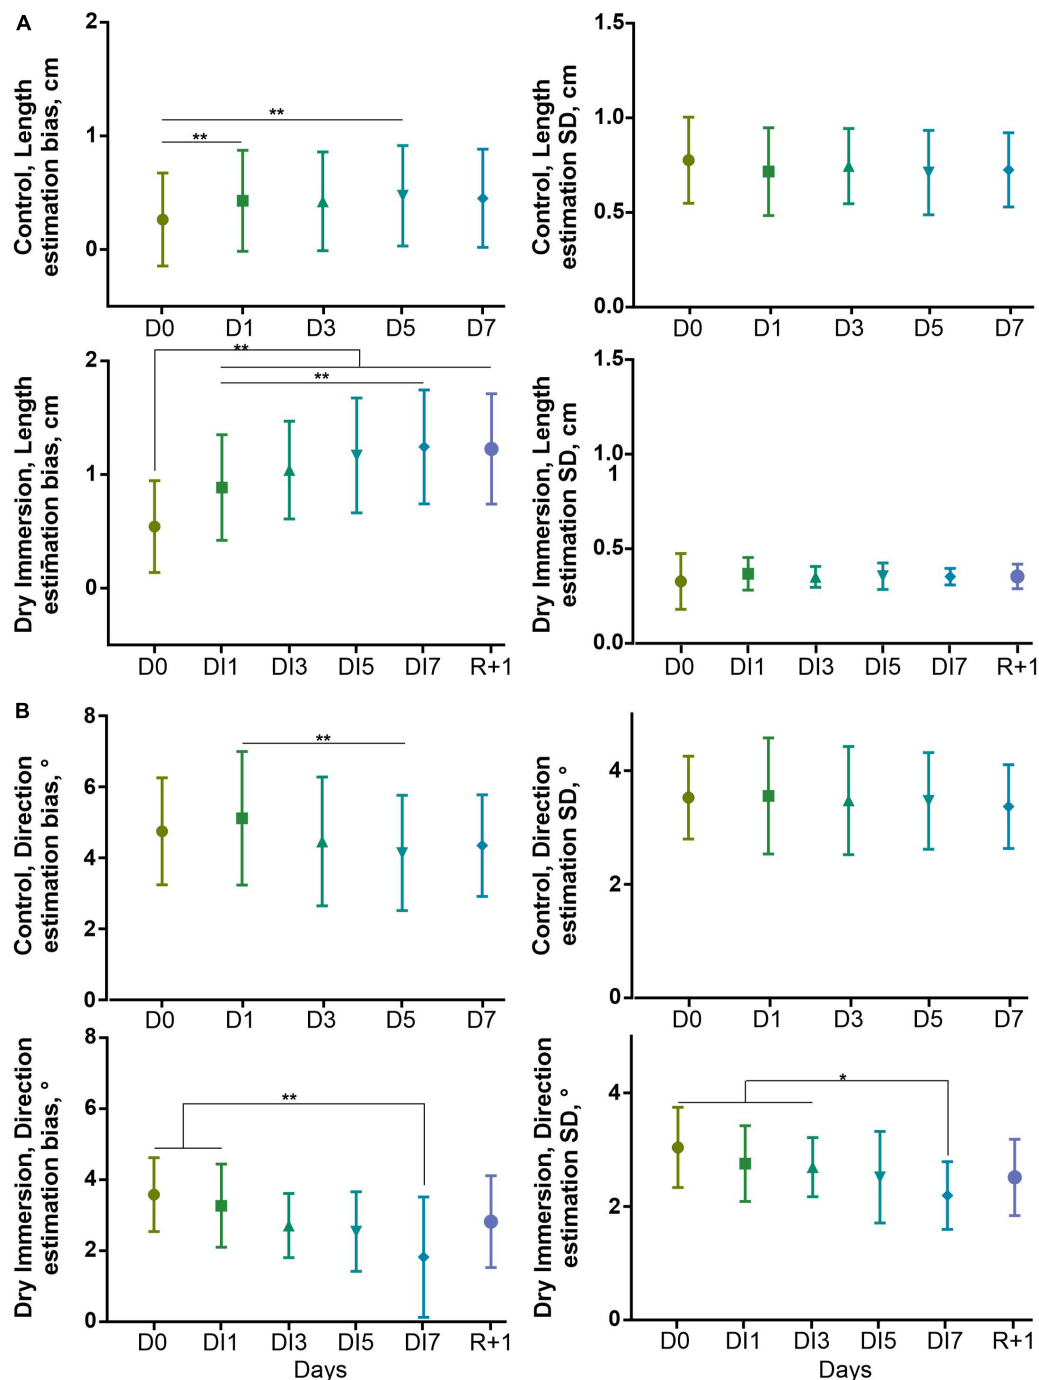 A
Control, Length
estimation bias, cm
2
1
0
**
**
D0 D1 D3 D5 D7
Control, Length
estimation SD, cm
1.5
1.0
0.5
0.0
D0 D1 D3 D5 D7
Dry Immersion, Length
estimation bias, cm
2
1
0
**
**
D0 DI1 DI3 DI5 DI7 R+1
Dry Immersion, Length
estimation SD, cm
1.5
1.0
1
0.5
0.0
D0 DI1 DI3 DI5 DI7 R+1
B
Control, Direction
estimation bias, °
8
6
4
2
0
**
D0 D1 D3 D5 D7
Control, Direction
estimation SD, °
4
2
0
D0 D1 D3 D5 D7
Dry Immersion, Direction
estimation bias, °
8
6
4
2
0
**
D0 DI1 DI3 DI5 DI7 R+1
Days
Dry Immersion, Direction
estimation SD, °
4
2
0
*
D0 DI1 DI3 DI5 DI7 R+1
Days